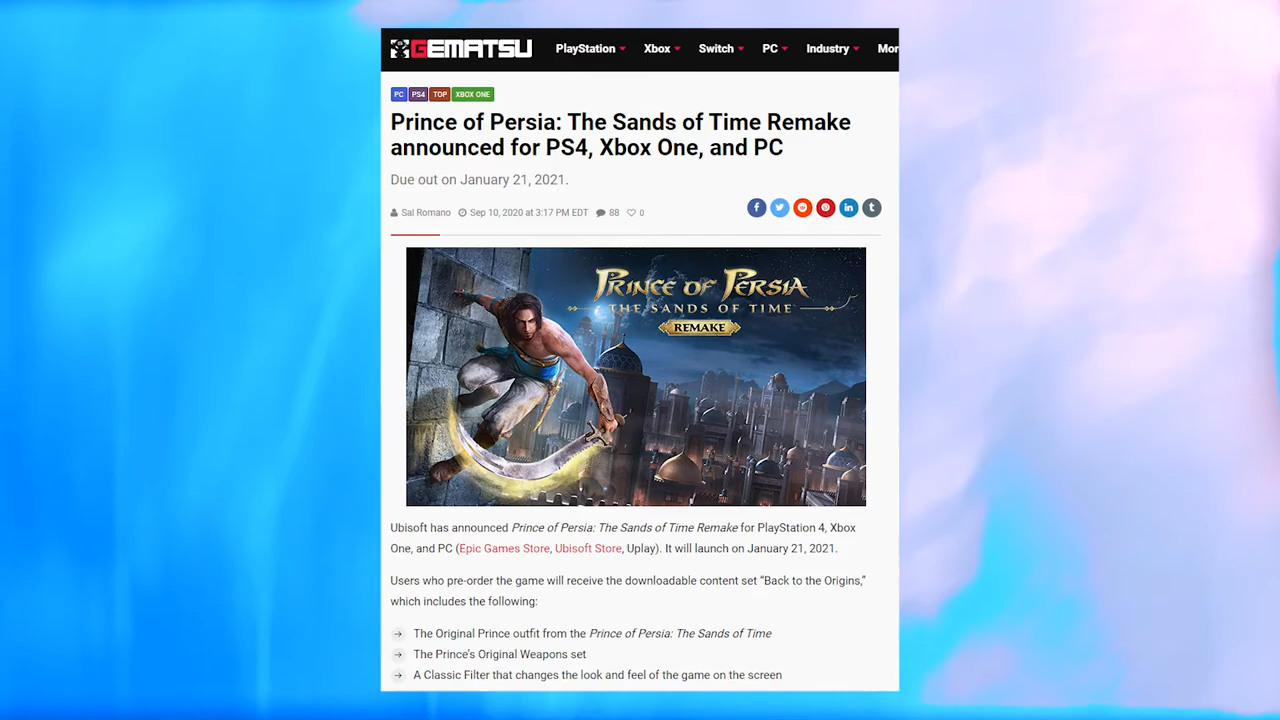 GEMATSU PlayStation Xbox Switch PC Industry Mor
PC PS4 TOP XBOX ONE
Prince of Persia: The Sands of Time Remake
announced for PS4, Xbox One, and PC
Due out on January 21, 2021.
Sal Romano Sep 10, 2020 at 3:17 PM EDT 88 0
PRINCE OF PERSIA
THE SANDS OF TIME
REMAKE
Ubisoft has announced Prince of Persia: The Sands of Time Remake for PlayStation 4, Xbox
One, and PC (Epic Games Store, Ubisoft Store, Uplay). It will launch on January 21, 2021.
Users who pre-order the game will receive the downloadable content set “Back to the Origins,”
which includes the following:
The Original Prince outfit from the Prince of Persia: The Sands of Time
The Prince’s Original Weapons set
A Classic Filter that changes the look and feel of the game on the screen